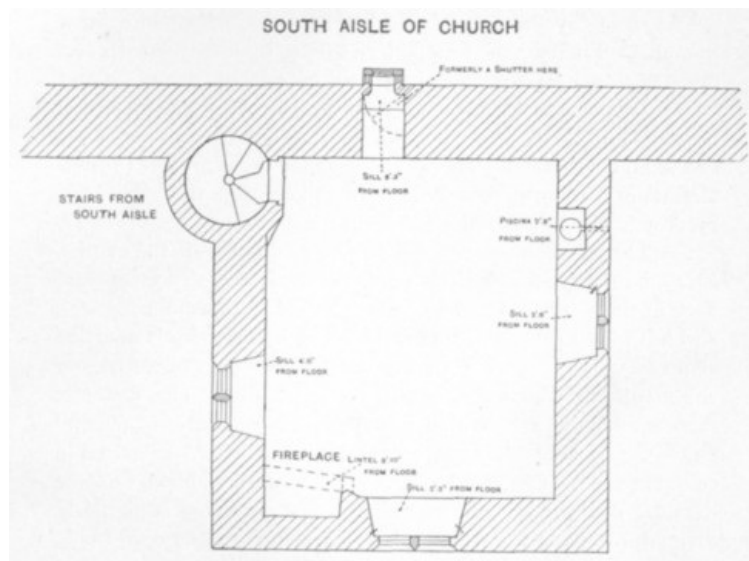 SOUTH AISLE OF CHURCH
FORMERLY A SHUTTER HERE
SILL
FROM FLOOR
STAIRS FROM
SOUTH AISLE
PISCINA
FROM FLOOR
SILL
FROM FLOOR
SILL
FROM FLOOR
FIREPLACE
LINTEL
FROM FLOOR
SILL FROM FLOOR